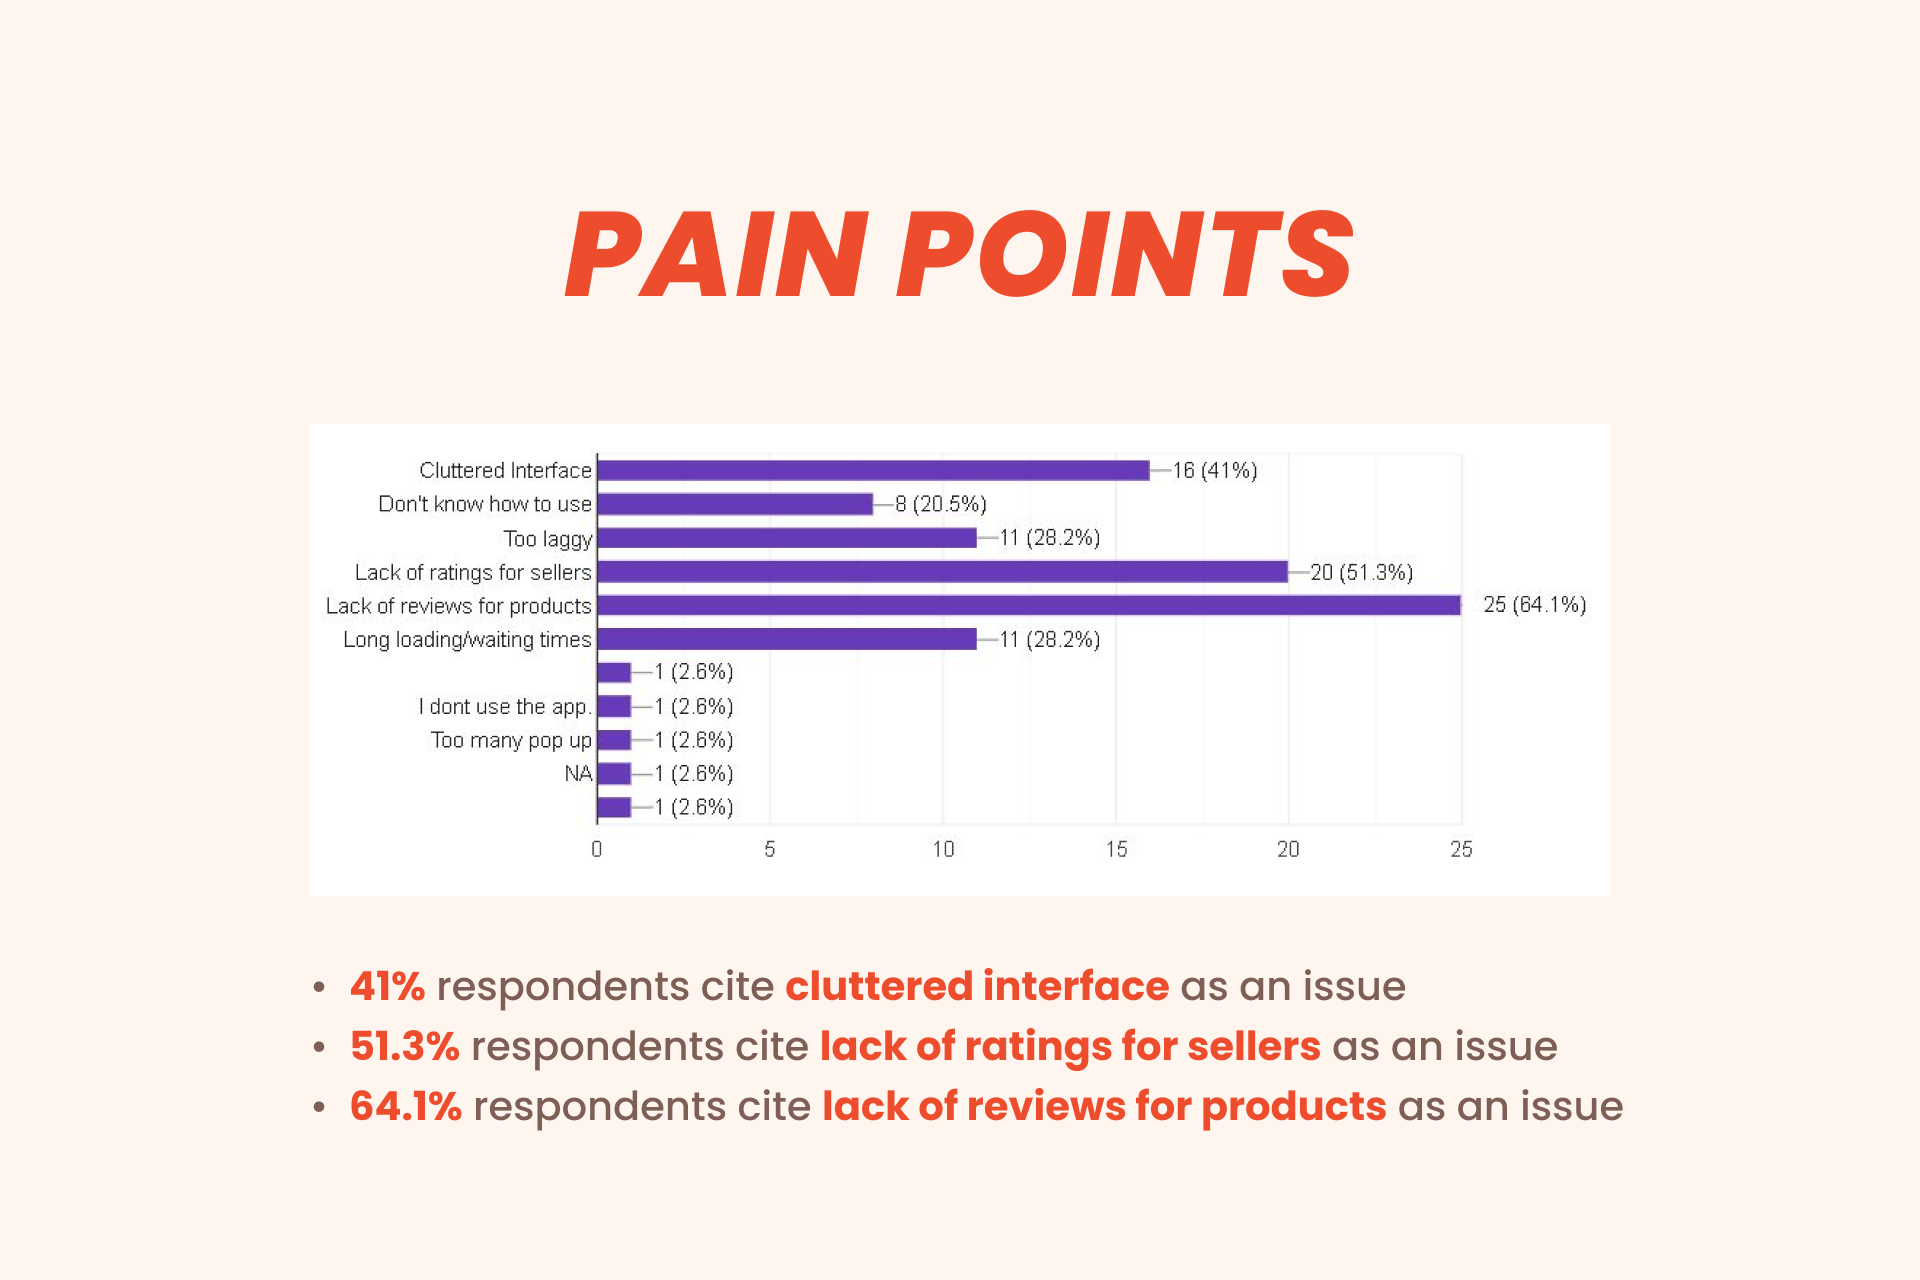 PAIN POINTS
Cluttered Interface 16 (41%)
Don't know how to use 8 (20.5%)
Too laggy 11 (28.2%)
Lack of ratings for sellers 20 (51.3%)
Lack of reviews for products 25 (64.1%)
Long loading/waiting times 11 (28.2%)
1 (2.6%)
I dont use the app. 1 (2.6%)
Too many pop up 1 (2.6%)
NA 1 (2.6%)
1 (2.6%)
0 5 10 15 20 25
• 41% respondents cite cluttered interface as an issue
• 51.3% respondents cite lack of ratings for sellers as an issue
• 64.1% respondents cite lack of reviews for products as an issue